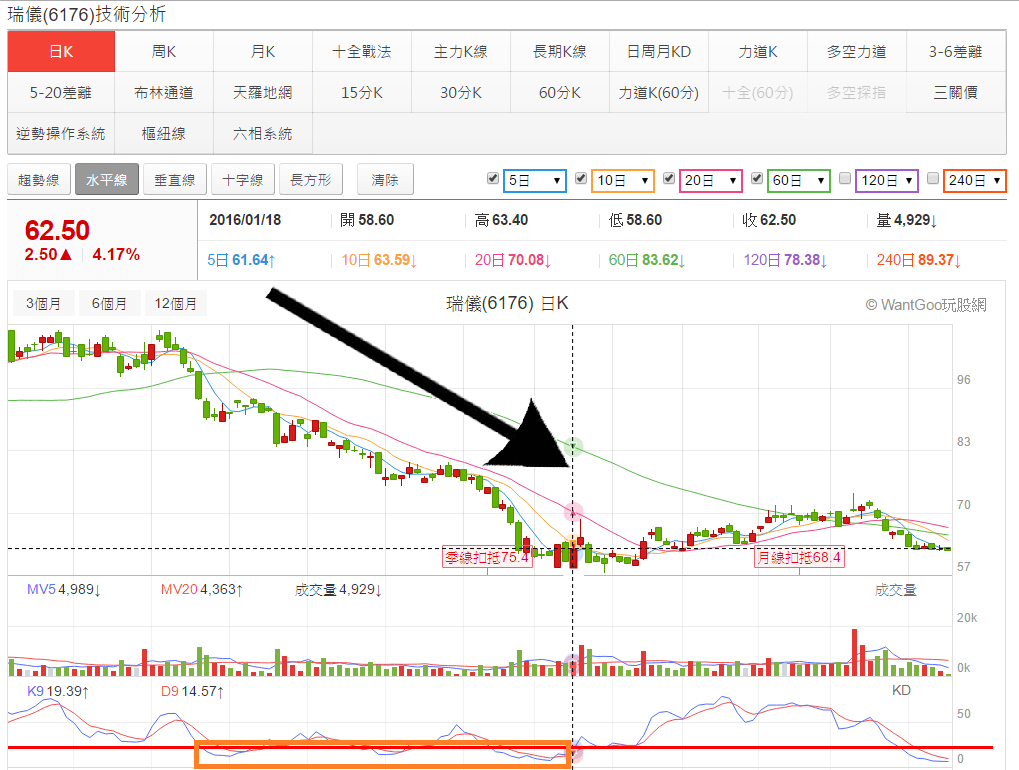 瑞儀(6176)技術分析
日K 周K 月K 十全戰法 主力K線 長期K線 日周月KD 力道K 多空力道 3-6差離
5-20差離 布林通道 天羅地網 15分K 30分K 60分K 力道K(60分) 十全(60分) 多空探指 三關價
逆勢操作系統 樞紐線 六相系統
趨勢線 水平線 垂直線 十字線 長方形 清除 5日 10日 20日 60日 120日 240日
62.50 2016/01/18 開 58.60 高 63.40 低 58.60 收 62.50 量 4,929↓
2.50▲ 4.17% 5日 61.64↑ 10日 63.59↓ 20日 70.08↓ 60日 83.62↓ 120日 78.38↓ 240日 89.37↓
3個月 6個月 12個月 瑞儀(6176) 日K © WantGoo玩股網
96
83
70
季線扣抵75.4 月線扣抵68.4
57
MV5 4,989↓ MV20 4,363↑ 成交量 4,929↓ 成交量
20k
0k
K9 19.39↑ D9 14.57↑ KD
50
0